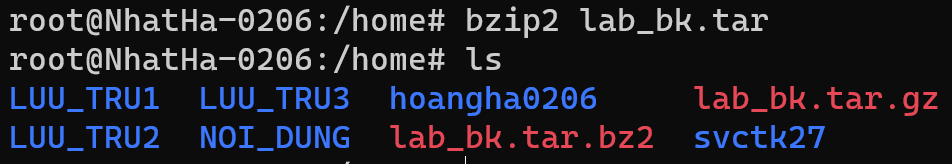 root@NhatHa-0206:/home# bzip2 lab_bk.tar
root@NhatHa-0206:/home# ls
LUU_TRU1  LUU_TRU3  hoangha0206     lab_bk.tar.gz
LUU_TRU2  NOI_DUNG  lab_bk.tar.bz2  svctk27